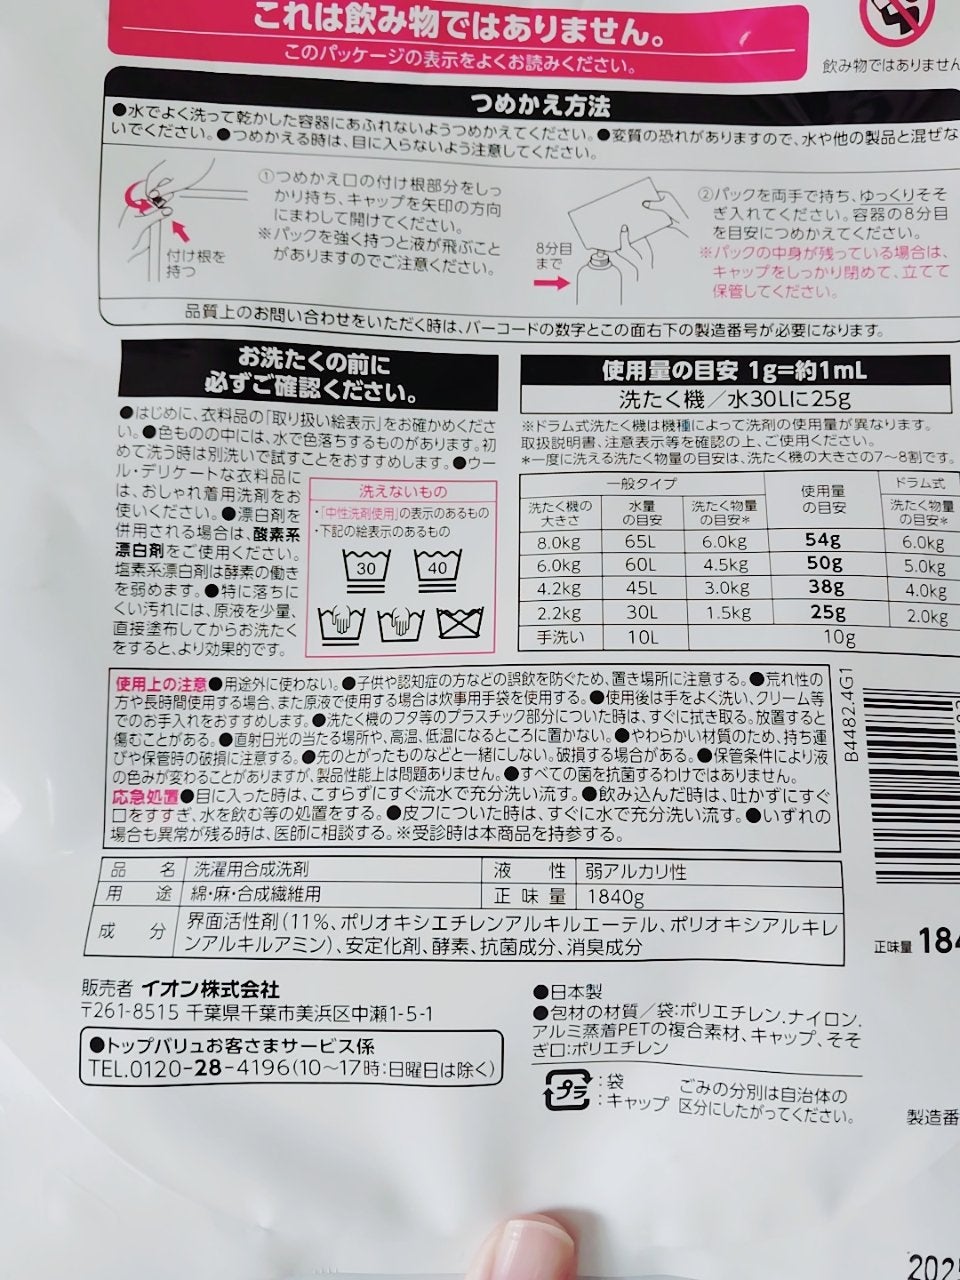 これは飲み物ではありません。
このパッケージの表示をよくお読みください。
飲み物ではありません
つめかえ方法
●水でよく洗って乾かした容器にあふれないようつめかえてください。●変質の恐れがありますので、水や他の製品と混ぜな
いでください。●つめかえる時は、目に入らないよう注意してください。
①つめかえ口の付け根部分をしっ
かり持ち、キャップを矢印の方向
にまわして開けてください。
※パックを強く持つと液が飛ぶこと
がありますのでご注意ください。
付け根を
持つ
8分目
まで
②パックを両手で持ち、ゆっくりそそ
ぎ入れてください。容器の8分目
を目安につめかえてください。
※パックの中身が残っている場合は、
キャップをしっかり閉めて、立てて
保管してください。
品質上のお問い合わせをいただく時は、バーコードの数字とこの面右下の製造番号が必要になります。
お洗たくの前に
必ずご確認ください。
●はじめに、衣料品の「取り扱い絵表示」をお確かめくださ
い。●色ものの中には、水で色落ちするものがあります。初
めて洗う時は別洗いで試すことをおすすめします。●ウー
ル・デリケートな衣料品に
は、おしゃれ着用洗剤をお
使いください。●漂白剤を
併用される場合は、酸素系
漂白剤をご使用ください。
塩素系漂白剤は酵素の働き
を弱めます。●特に落ちに
くい汚れには、原液を少量、
直接塗布してからお洗たく
をすると、より効果的です。
洗えないもの
・「中性洗剤使用」の表示のあるもの
・下記の絵表示のあるもの
30 40
使用量の目安 1g=約1mL
洗たく機/水30Lに25g
※ドラム式洗たく機は機種によって洗剤の使用量が異なります。
取扱説明書、注意表示等を確認の上、ご使用ください。
*一度に洗える洗たく物量の目安は、洗たく機の大きさの7〜8割です。
一般タイプ 使用量の目安 ドラム式
洗たく機の大きさ 水量の目安 洗たく物量の目安* 洗たく物量の目安*
8.0kg 65L 6.0kg 54g 6.0kg
6.0kg 60L 4.5kg 50g 5.0kg
4.2kg 45L 3.0kg 38g 4.0kg
2.2kg 30L 1.5kg 25g 2.0kg
手洗い 10L 10g
使用上の注意●用途外に使わない。●子供や認知症の方などの誤飲を防ぐため、置き場所に注意する。●荒れ性の
方や長時間使用する場合、また原液で使用する場合は炊事用手袋を使用する。●使用後は手をよく洗い、クリーム等
でのお手入れをおすすめします。●洗たく機のフタ等のプラスチック部分についた時は、すぐに拭き取る。放置すると
傷むことがある。●直射日光の当たる場所や、高温、低温になるところに置かない。●やわらかい材質のため、持ち運
びや保管時の破損に注意する。●先のとがったものなどと一緒にしない。破損する場合がある。●保管条件により液
の色みが変わることがありますが、製品性能上は問題ありません。●すべての菌を抗菌するわけではありません。
応急処置●目に入った時は、こすらずにすぐ流水で充分洗い流す。●飲み込んだ時は、吐かずにすぐ
口をすすぎ、水を飲む等の処置をする。●皮フについた時は、すぐに水で充分洗い流す。●いずれの
場合も異常が残る時は、医師に相談する。※受診時は本商品を持参する。
B4482.4G1
品名 洗濯用合成洗剤 液性 弱アルカリ性
用途 綿・麻・合成繊維用 正味量 1840g
成分 界面活性剤(11%、ポリオキシエチレンアルキルエーテル、ポリオキシアルキレ
ンアルキルアミン)、安定化剤、酵素、抗菌成分、消臭成分
正味量 184
販売者 イオン株式会社
〒261-8515 千葉県千葉市美浜区中瀬1-5-1
●トップバリュお客さまサービス係
TEL.0120-28-4196(10〜17時:日曜日は除く)
●日本製
●包材の材質/袋:ポリエチレン、ナイロン、
アルミ蒸着PETの複合素材、キャップ、そそ
ぎ口:ポリエチレン
プラ
:袋
:キャップ
ごみの分別は自治体の
区分にしたがってください。
製造番
202